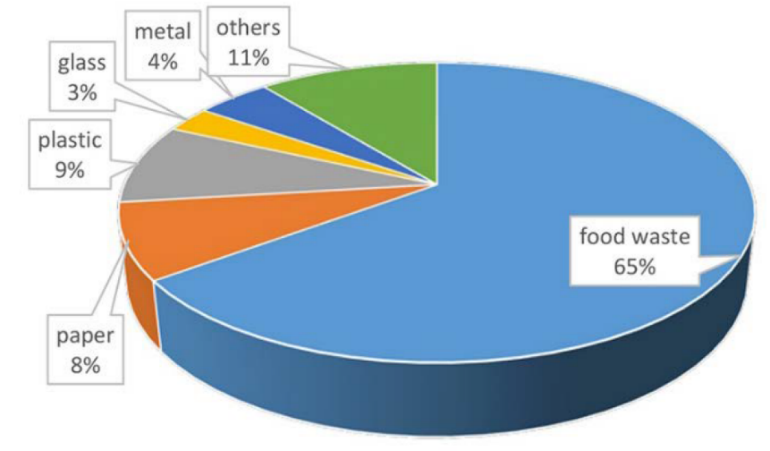 metal
4%
others
11%
glass
3%
plastic
9%
food waste
65%
paper
8%